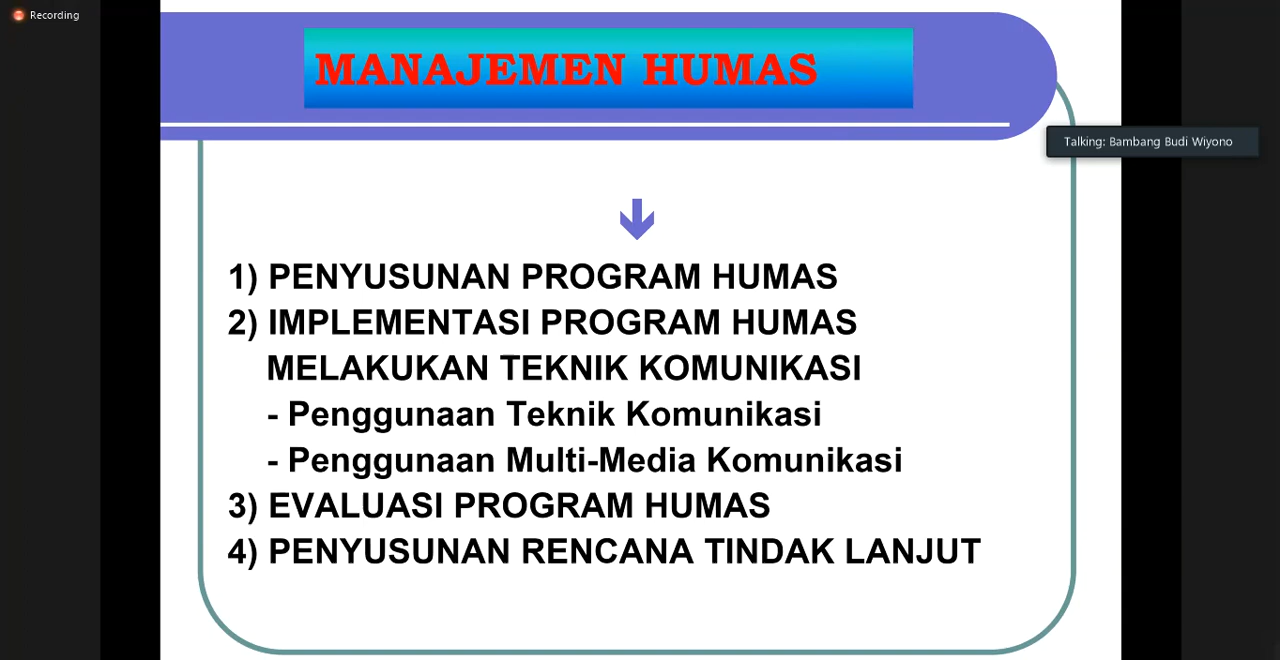 Recording
MANAJEMEN HUMAS
Talking: Bambang Budi Wiyono
1) PENYUSUNAN PROGRAM HUMAS
2) IMPLEMENTASI PROGRAM HUMAS
MELAKUKAN TEKNIK KOMUNIKASI
- Penggunaan Teknik Komunikasi
- Penggunaan Multi-Media Komunikasi
3) EVALUASI PROGRAM HUMAS
4) PENYUSUNAN RENCANA TINDAK LANJUT